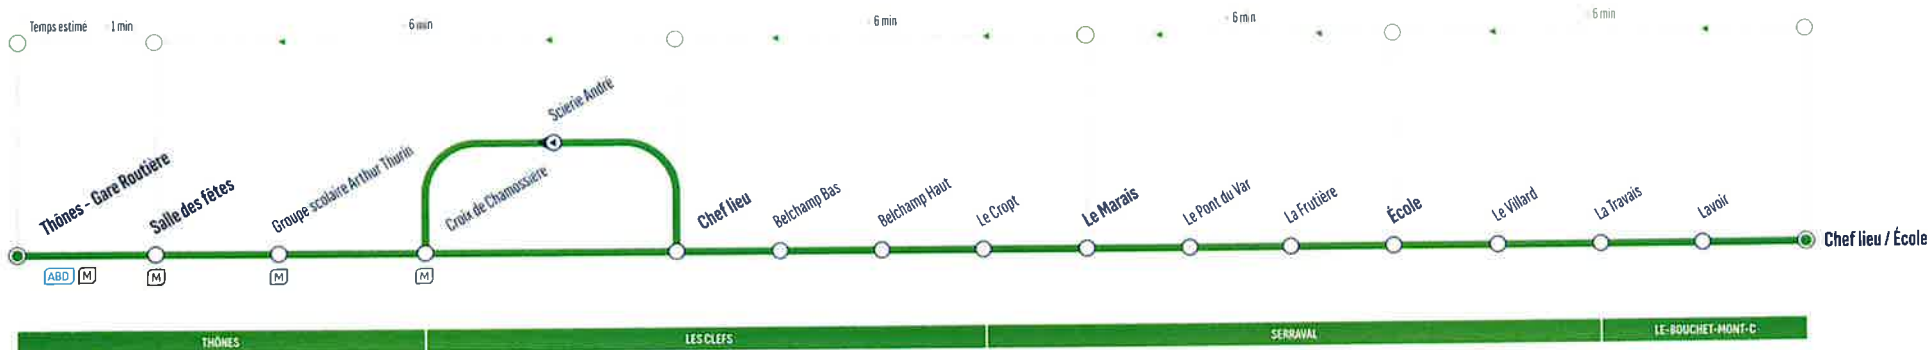 Temps estimé
1 min
6 min
6 min
6 min
6 min
Scierie André
Thônes - Gare Routière
Salle des fêtes
Groupe scolaire Arthur Thurin
Croix de Chamossière
Chef lieu
Belchamp Bas
Belchamp Haut
Le Cropt
Le Marais
Le Pont du Var
La Frutière
École
Le Villard
La Travais
Lavoir
Chef lieu / École
ABD M
M
M
M
THÔNES
LES CLEFS
SERRAVAL
LE-BOUCHET-MONT-C